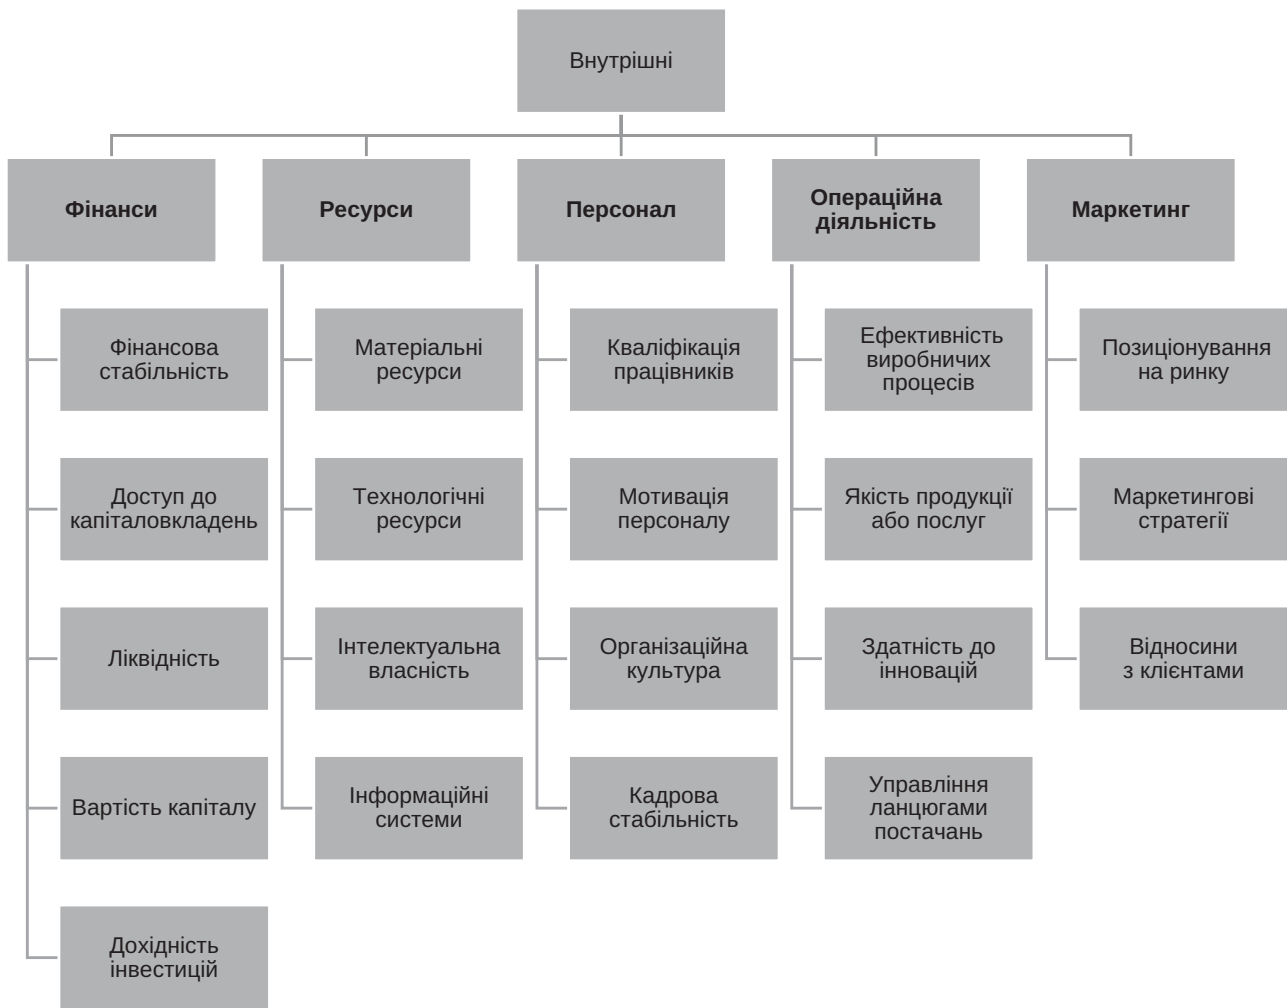 Внутрішні
Фінанси
Ресурси
Персонал
Операційна
діяльність
Маркетинг
Фінансова
стабільність
Матеріальні
ресурси
Кваліфікація
працівників
Ефективність
виробничих
процесів
Позиціонування
на ринку
Доступ до
капіталовкладень
Технологічні
ресурси
Мотивація
персоналу
Якість продукції
або послуг
Маркетингові
стратегії
Ліквідність
Інтелектуальна
власність
Організаційна
культура
Здатність до
інновацій
Відносини
з клієнтами
Вартість капіталу
Інформаційні
системи
Кадрова
стабільність
Управління
ланцюгами
постачань
Дохідність
інвестицій